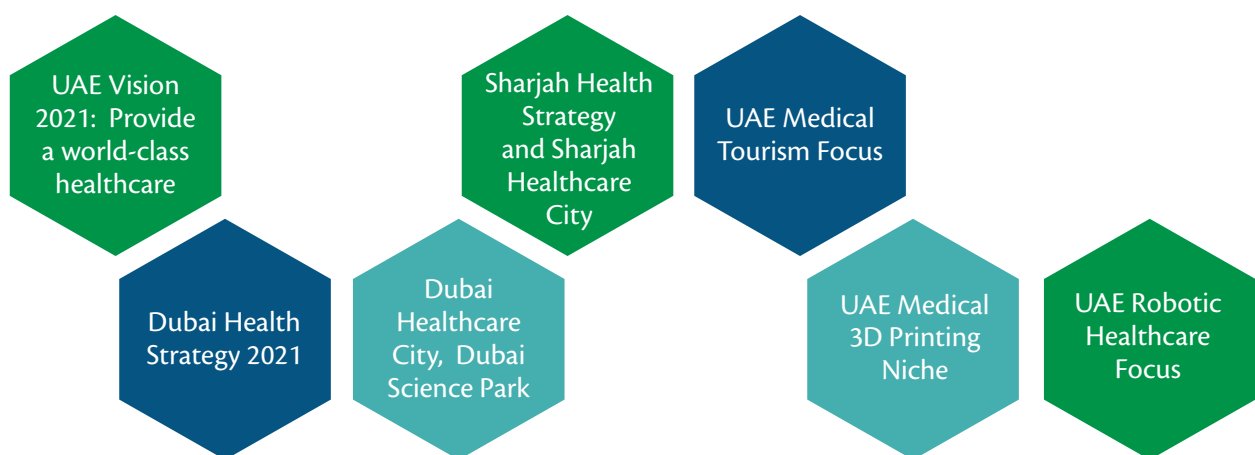 UAE Vision
2021:  Provide
a world-class
healthcare
Dubai Health
Strategy 2021
Dubai
Healthcare
City,  Dubai
Science Park
Sharjah Health
Strategy
and Sharjah
Healthcare
City
UAE Medical
Tourism Focus
UAE Medical
3D Printing
Niche
UAE Robotic
Healthcare
Focus